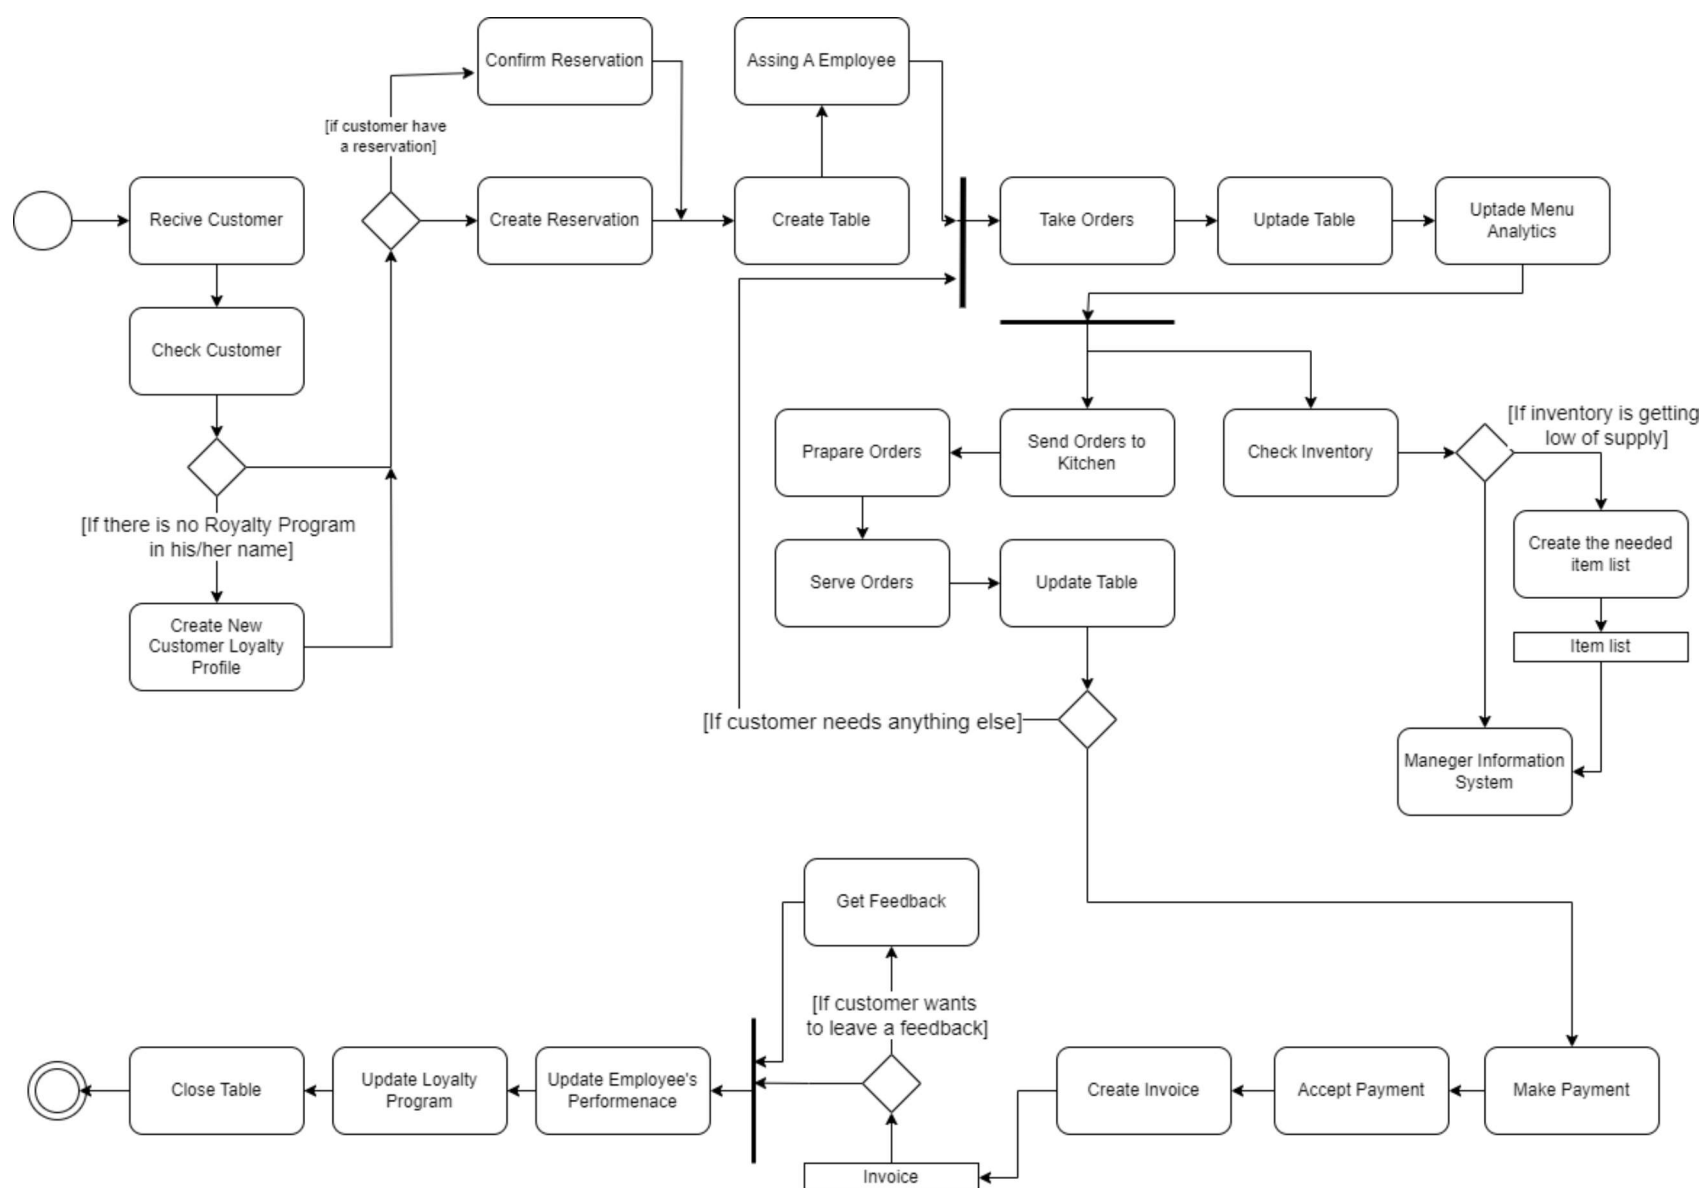 Confirm Reservation
Assing A Employee
[if customer have
a reservation]
Recive Customer
Create Reservation
Create Table
Take Orders
Uptade Table
Uptade Menu
Analytics
Check Customer
[If there is no Royalty Program
in his/her name]
Create New
Customer Loyalty
Profile
Prapare Orders
Send Orders to
Kitchen
Check Inventory
[If inventory is getting
low of supply]
Create the needed
item list
Item list
Serve Orders
Update Table
[If customer needs anything else]
Maneger Information
System
Get Feedback
[If customer wants
to leave a feedback]
Close Table
Update Loyalty
Program
Update Employee's
Performenace
Create Invoice
Accept Payment
Make Payment
Invoice